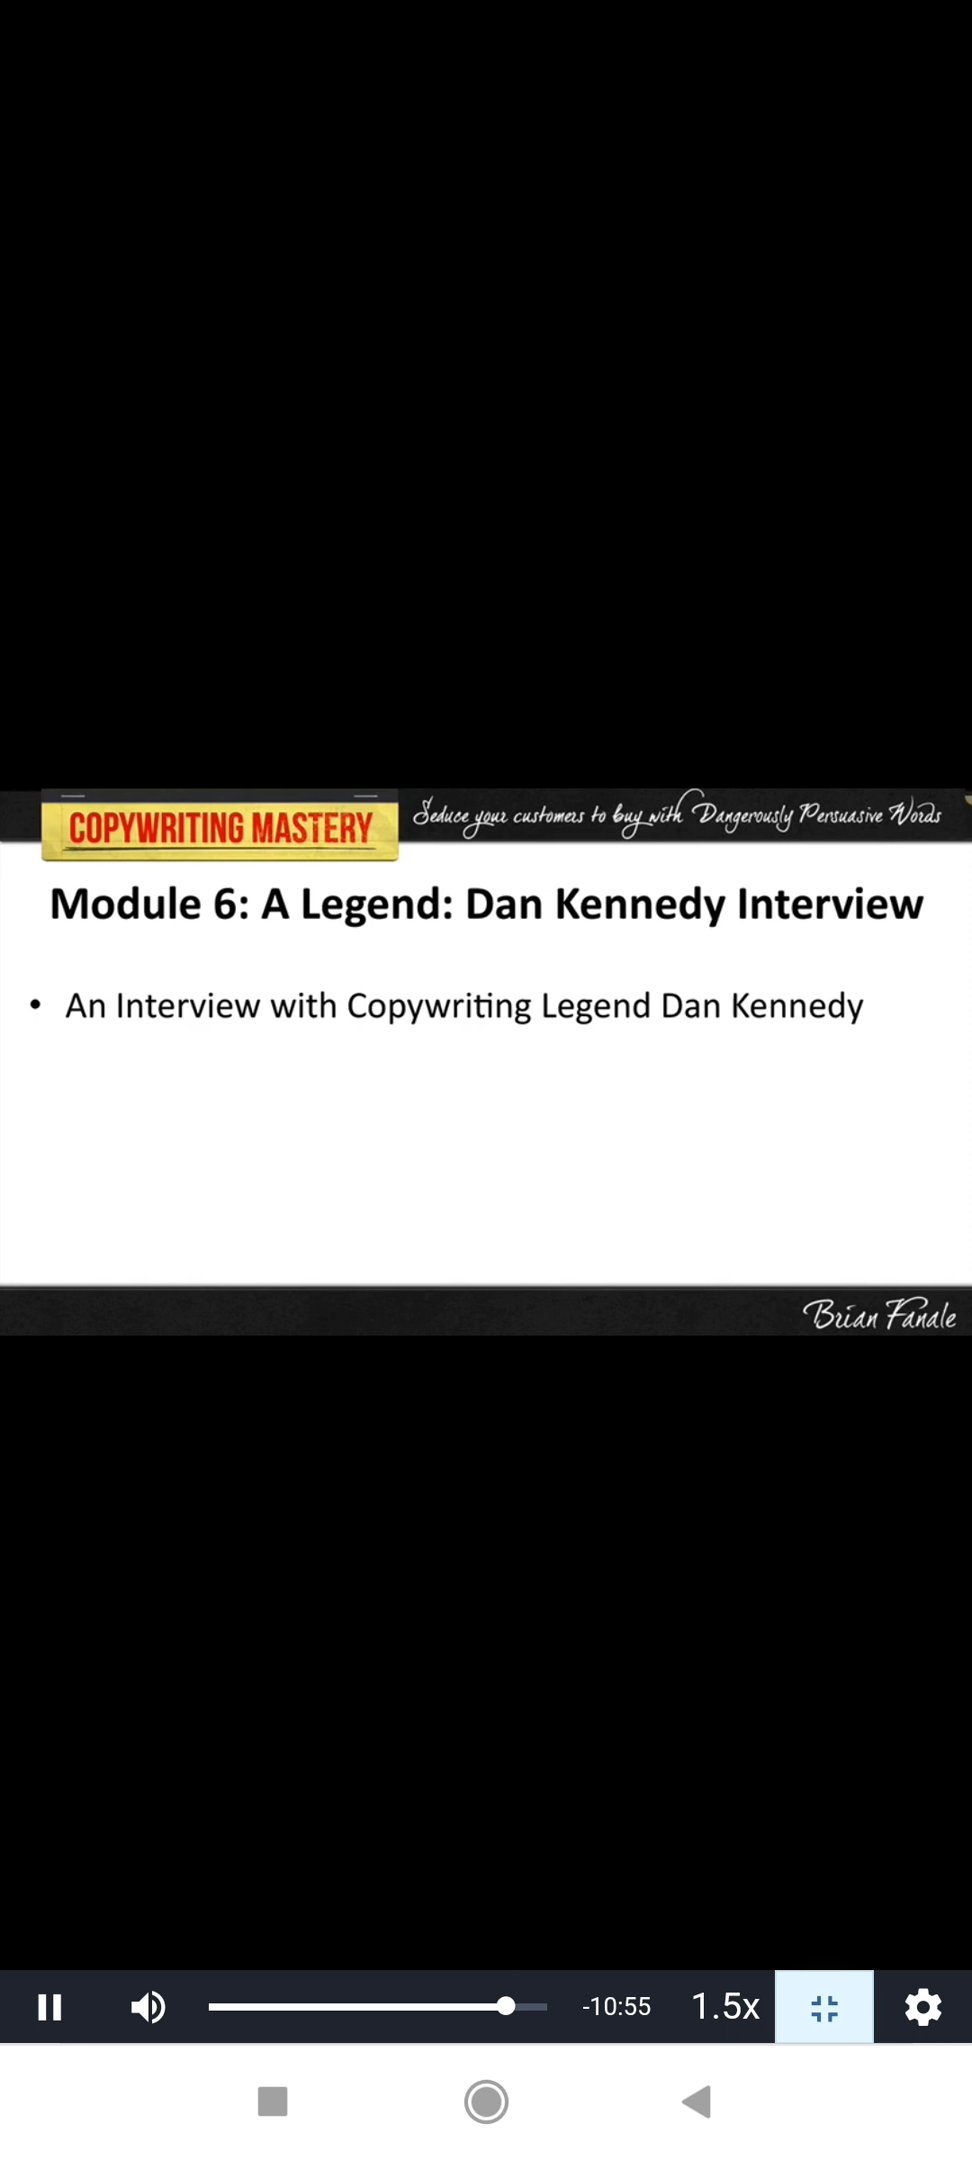 COPYWRITING MASTERY
Seduce your customers to buy with Dangerously Persuasive Words
Module 6: A Legend: Dan Kennedy Interview
• An Interview with Copywriting Legend Dan Kennedy
Brian Fanale
-10:55
1.5x